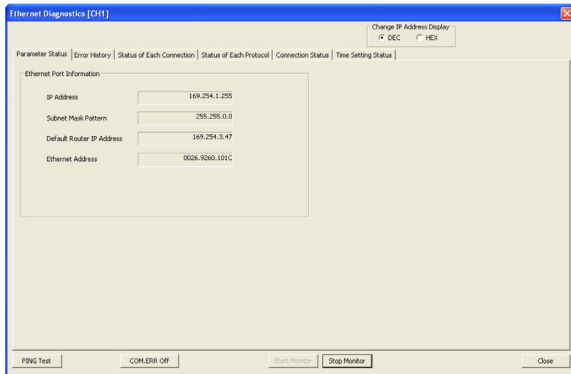 Ethernet Diagnostics [CH1]
Change IP Address Display
DEC HEX
Parameter Status Error History Status of Each Connection Status of Each Protocol Connection Status Time Setting Status
Ethernet Port Information
IP Address 169.254.1.255
Subnet Mask Pattern 255.255.0.0
Default Router IP Address 169.254.3.47
Ethernet Address 0026.9260.101C
PING Test COM.ERR Off Start Monitor Stop Monitor Close